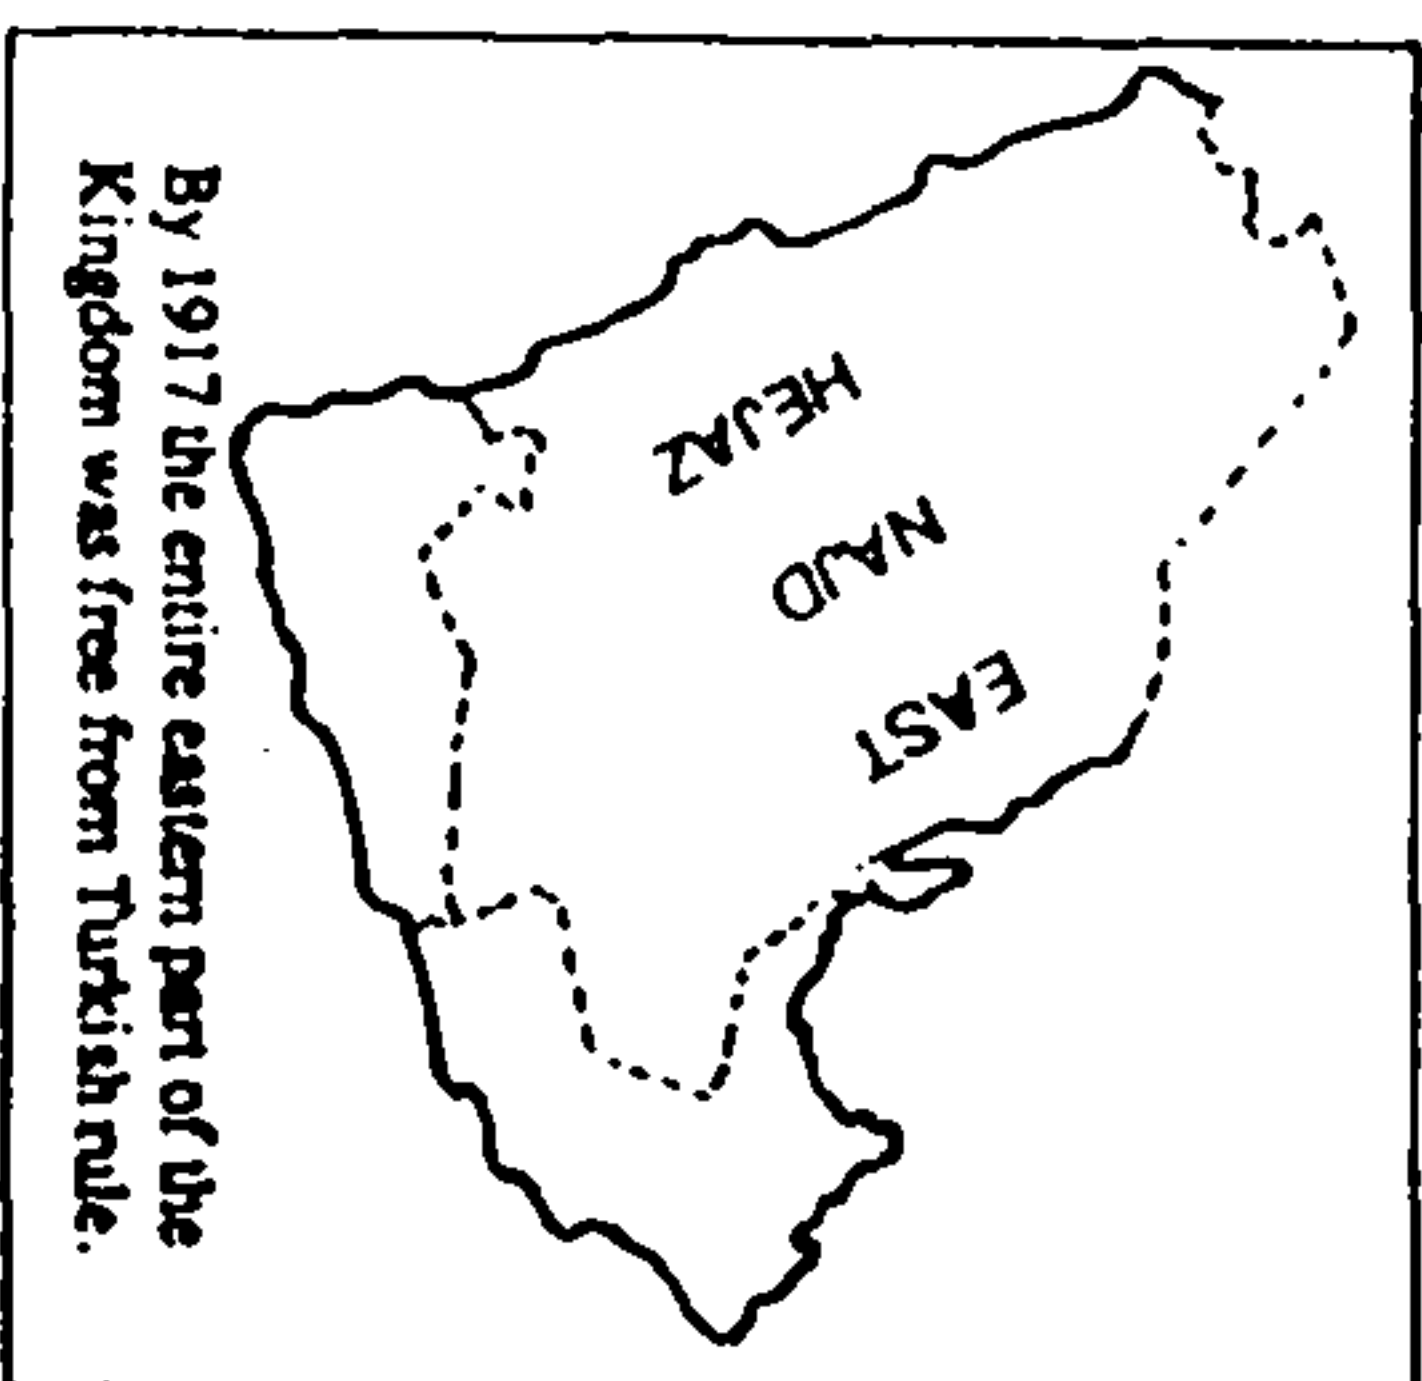 HEJAZ
NAJD
EAST
By 1917 the entire eastern part of the
Kingdom was free from Turkish rule.